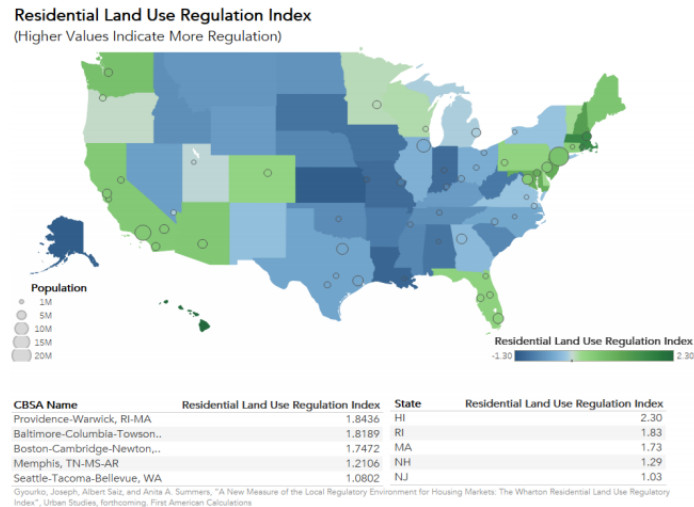 Residential Land Use Regulation Index
(Higher Values Indicate More Regulation)
Population
1M
5M
10M
15M
20M
Residential Land Use Regulation Index
-1.30 2.30
CBSA Name Residential Land Use Regulation Index
Providence-Warwick, RI-MA 1.8436
Baltimore-Columbia-Towson.. 1.8189
Boston-Cambridge-Newton,.. 1.7472
Memphis, TN-MS-AR 1.2106
Seattle-Tacoma-Bellevue, WA 1.0802
State Residential Land Use Regulation Index
HI 2.30
RI 1.83
MA 1.73
NH 1.29
NJ 1.03
Gyourko, Joseph, Albert Saiz, and Anita A. Summers, "A New Measure of the Local Regulatory Environment for Housing Markets: The Wharton Residential Land Use Regulatory
Index", Urban Studies, forthcoming. First American Calculations